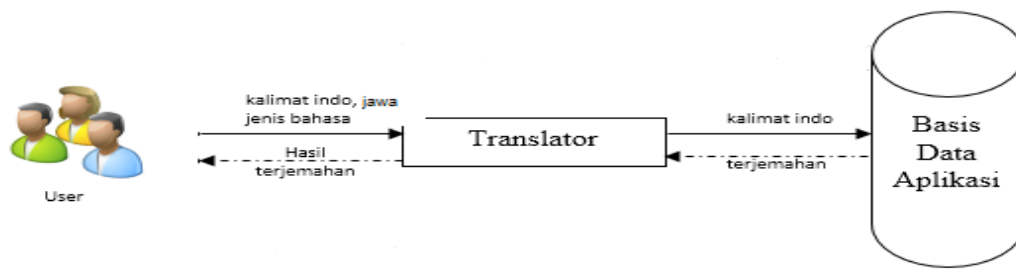 kalimat indo, jawa
jenis bahasa
Hasil
terjemahan
User
Translator
kalimat indo
terjemahan
Basis
Data
Aplikasi